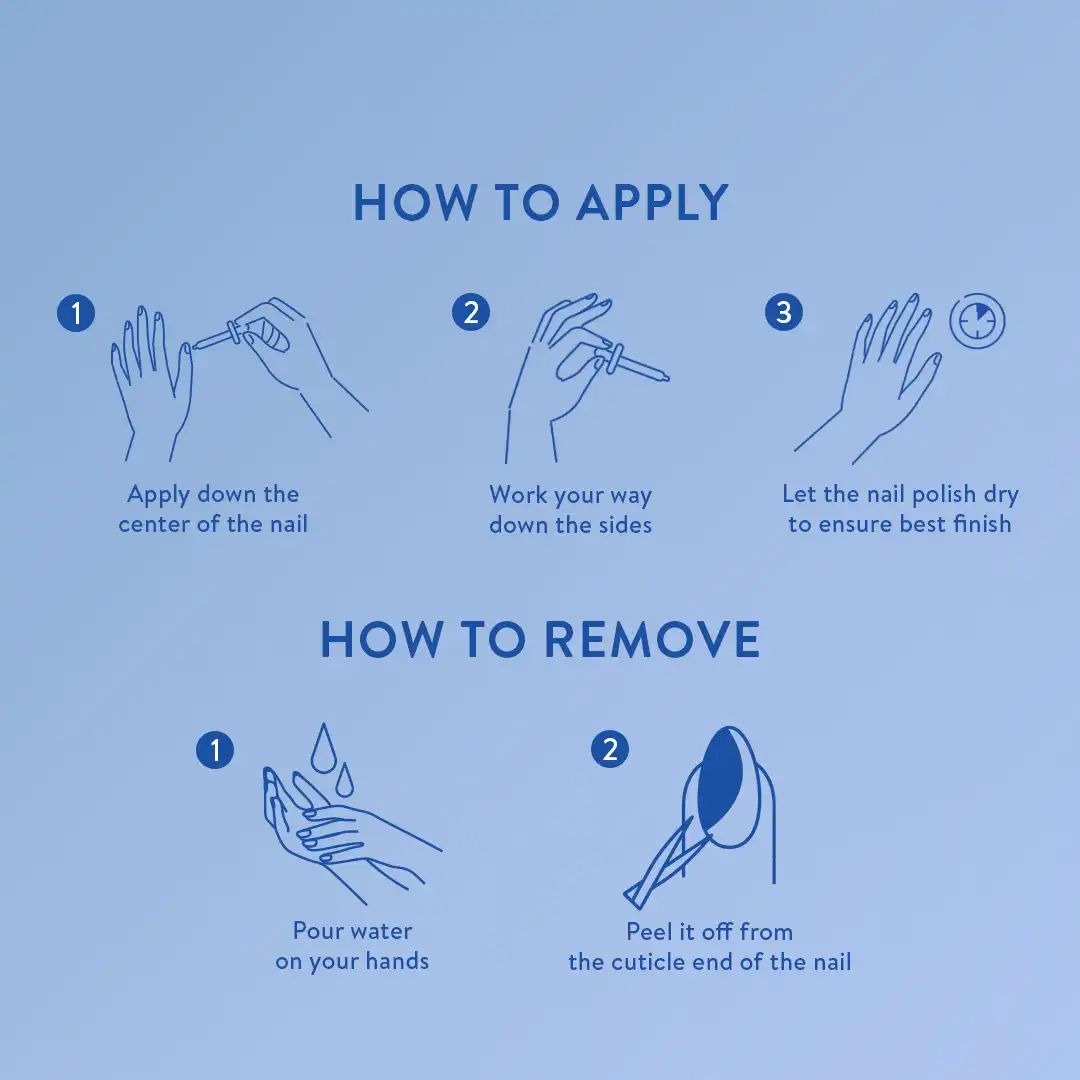 HOW TO APPLY
1
Apply down the
center of the nail
2
Work your way
down the sides
3
Let the nail polish dry
to ensure best finish
HOW TO REMOVE
1
Pour water
on your hands
2
Peel it off from
the cuticle end of the nail